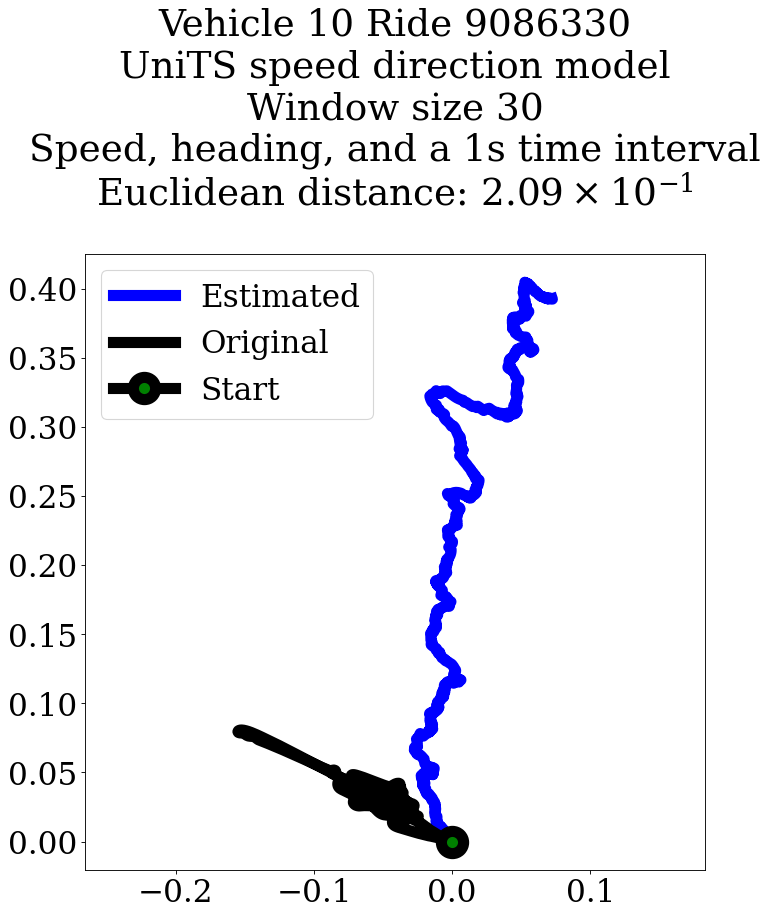 Vehicle 10 Ride 9086330
UniTS speed direction model
Window size 30
Speed, heading, and a 1s time interval
Euclidean distance: 2.09 × 10⁻¹
Estimated
Original
Start
0.40
0.35
0.30
0.25
0.20
0.15
0.10
0.05
0.00
−0.2 −0.1 0.0 0.1